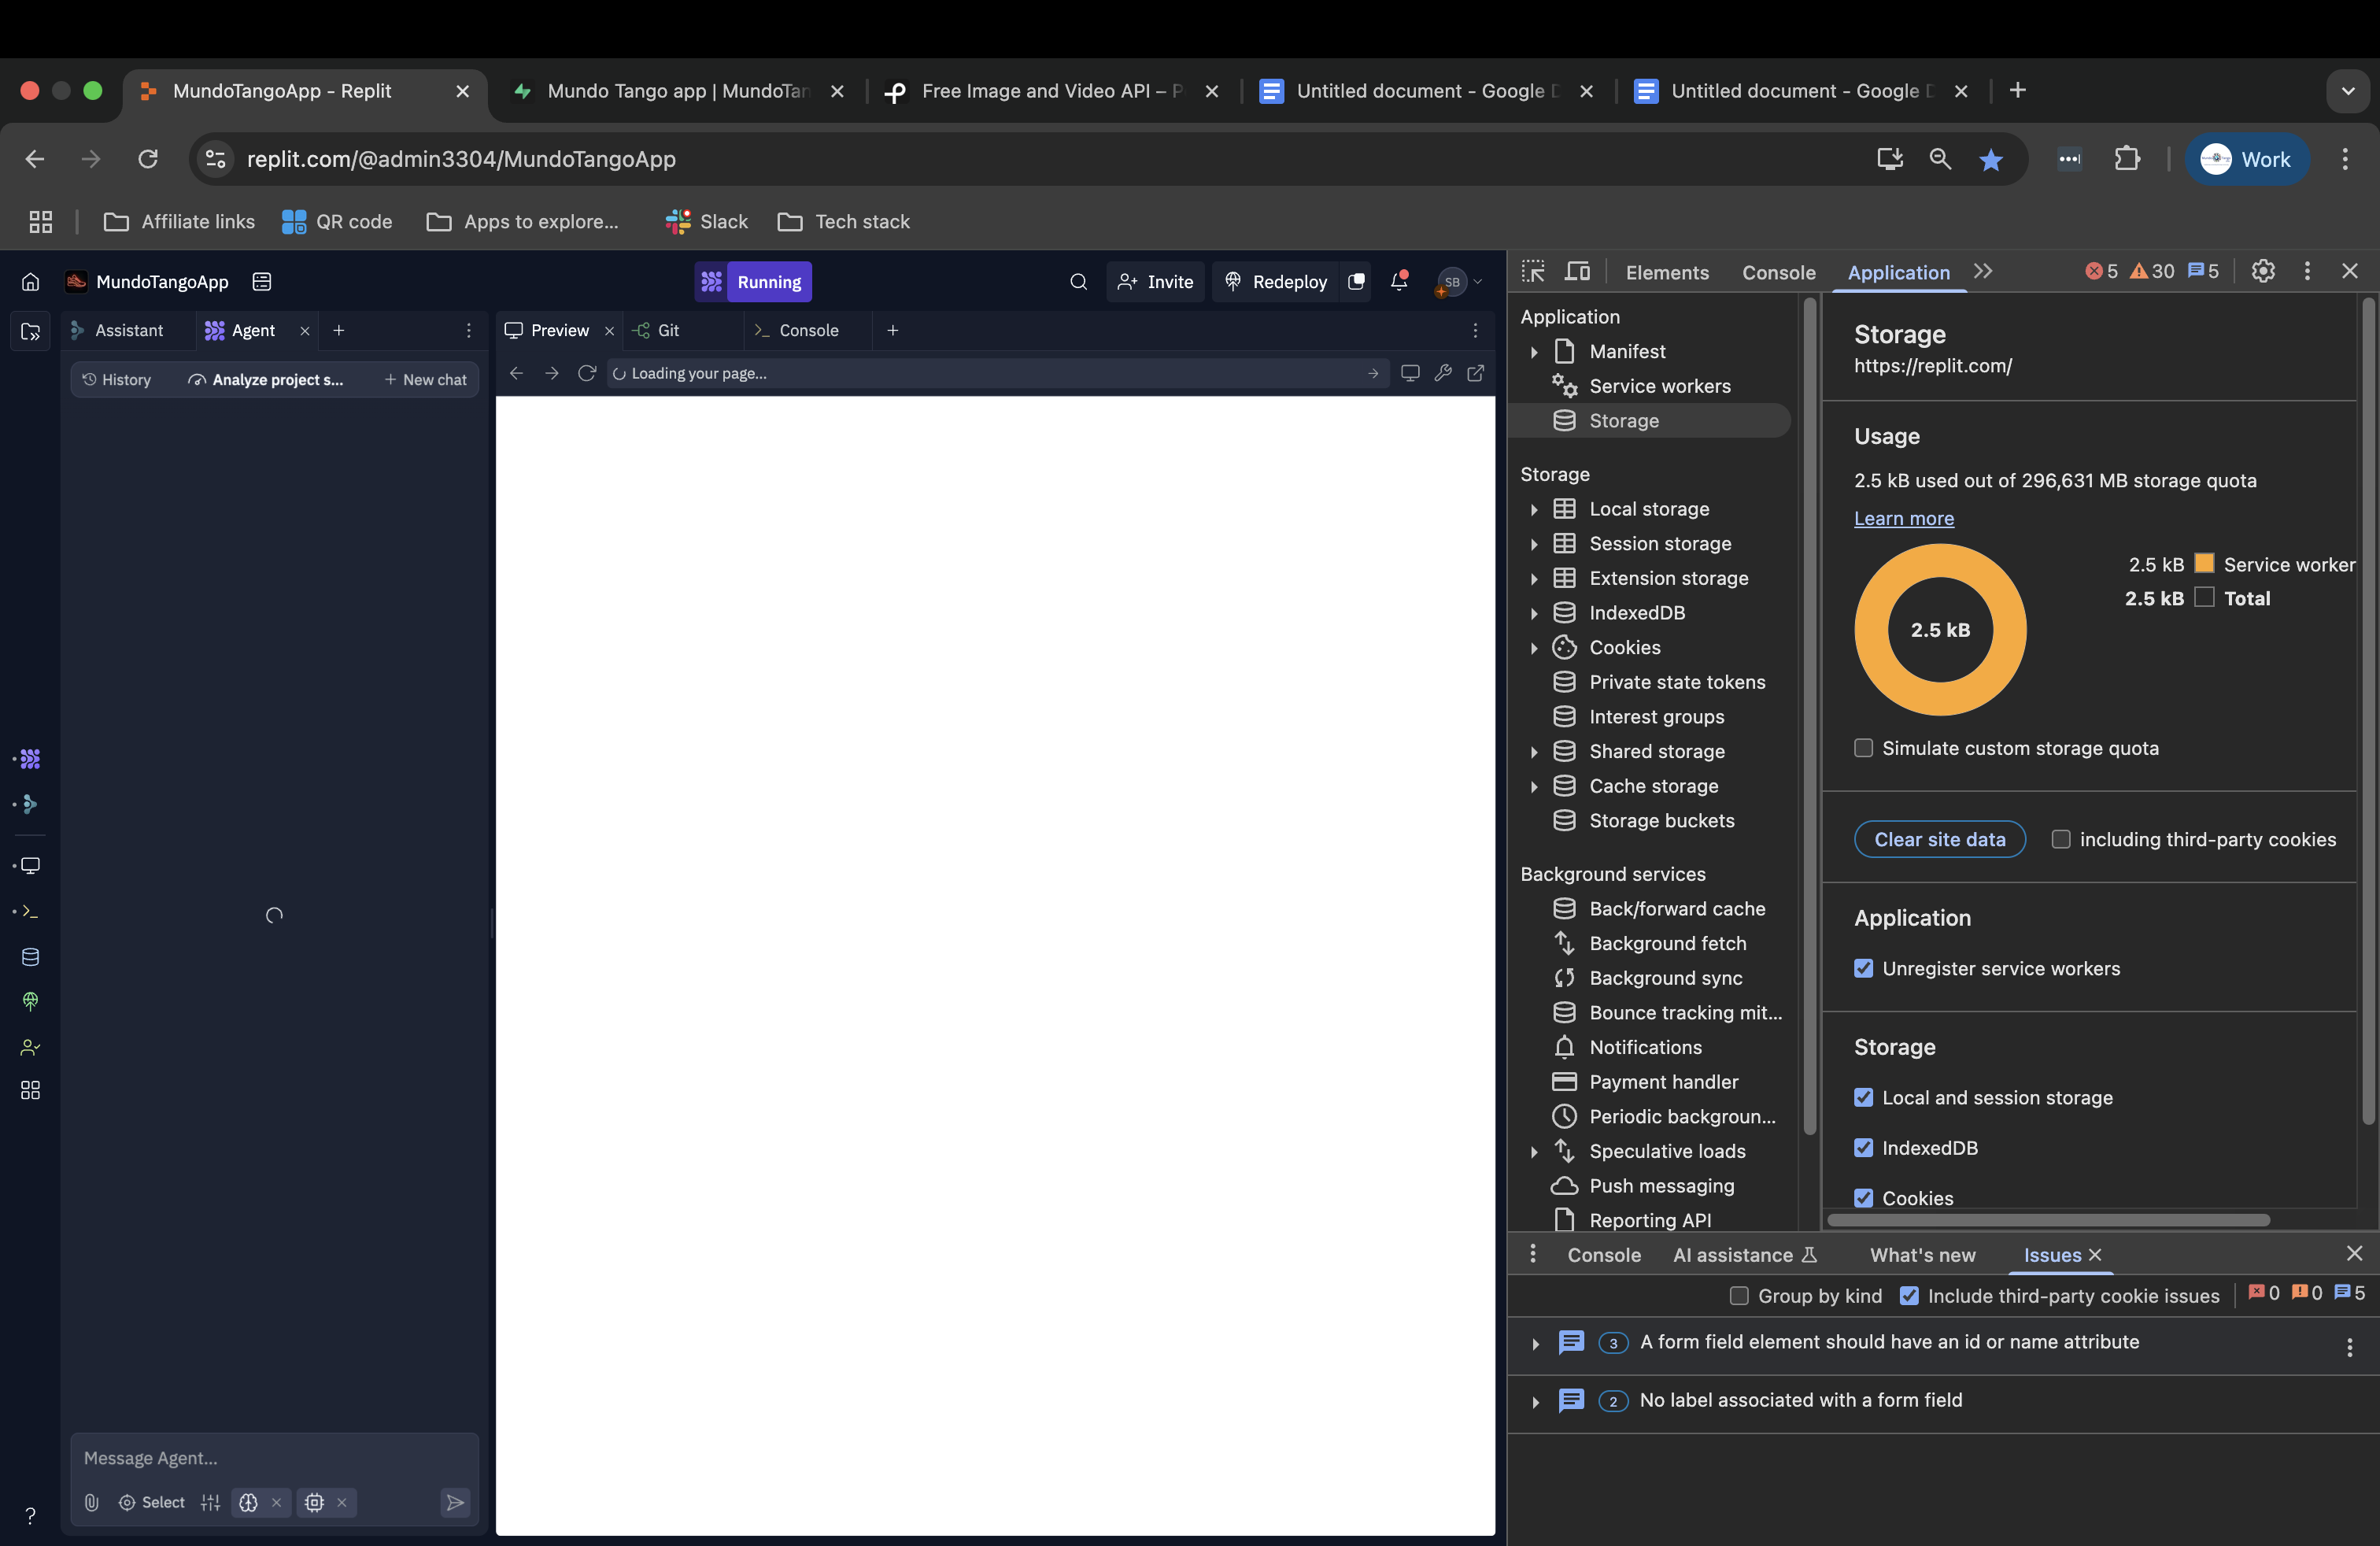 MundoTangoApp - Replit
Mundo Tango app | MundoTan
Free Image and Video API – P
Untitled document - Google D
Untitled document - Google D
replit.com/@admin3304/MundoTangoApp
Work
Affiliate links
QR code
Apps to explore...
Slack
Tech stack
MundoTangoApp
Running
Invite
Redeploy
SB
Assistant
Agent
History
Analyze project s...
New chat
Message Agent...
Select
?
Preview
Git
Console
Loading your page...
Elements
Console
Application
5
30
5
Application
Manifest
Service workers
Storage
Storage
Local storage
Session storage
Extension storage
IndexedDB
Cookies
Private state tokens
Interest groups
Shared storage
Cache storage
Storage buckets
Background services
Back/forward cache
Background fetch
Background sync
Bounce tracking mit...
Notifications
Payment handler
Periodic backgroun...
Speculative loads
Push messaging
Reporting API
Storage
https://replit.com/
Usage
2.5 kB used out of 296,631 MB storage quota
Learn more
2.5 kB
2.5 kB Service worker
2.5 kB Total
Simulate custom storage quota
Clear site data
including third-party cookies
Application
Unregister service workers
Storage
Local and session storage
IndexedDB
Cookies
Console
AI assistance
What's new
Issues
Group by kind
Include third-party cookie issues
0
0
5
3 A form field element should have an id or name attribute
2 No label associated with a form field